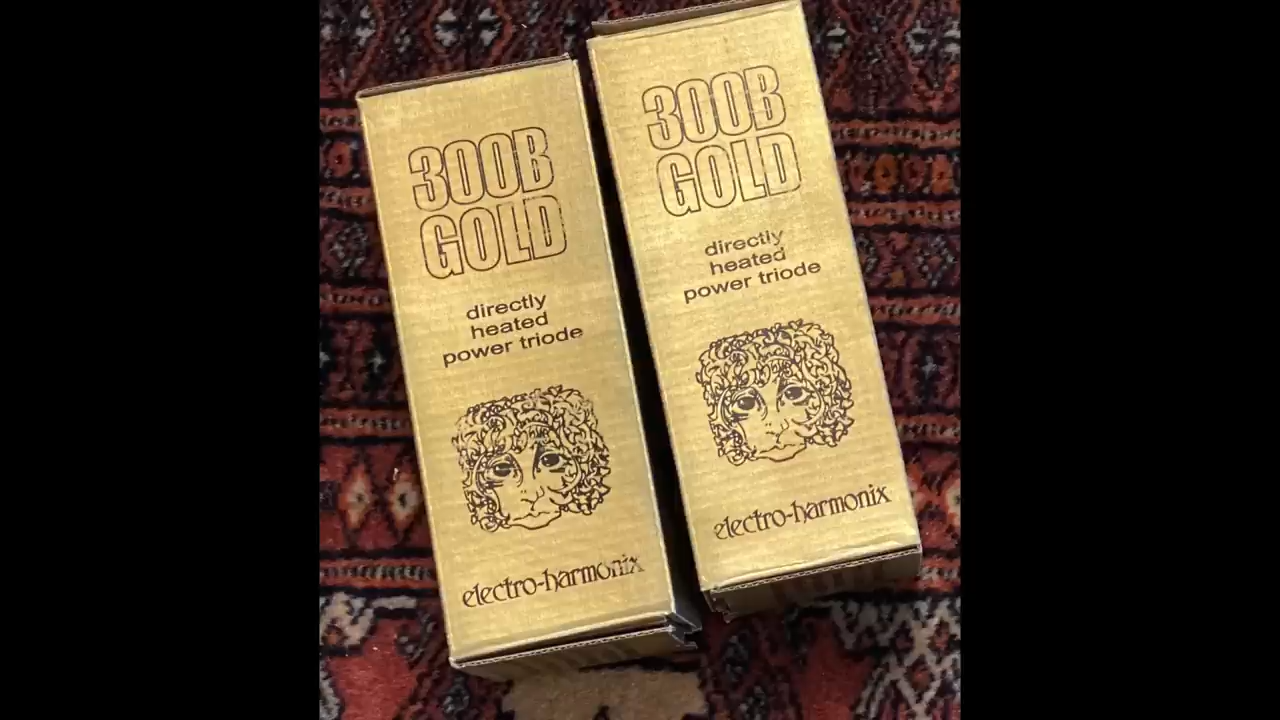 300B
GOLD
directly
heated
power triode
electro-harmonix
300B
GOLD
directly
heated
power triode
electro-harmonix